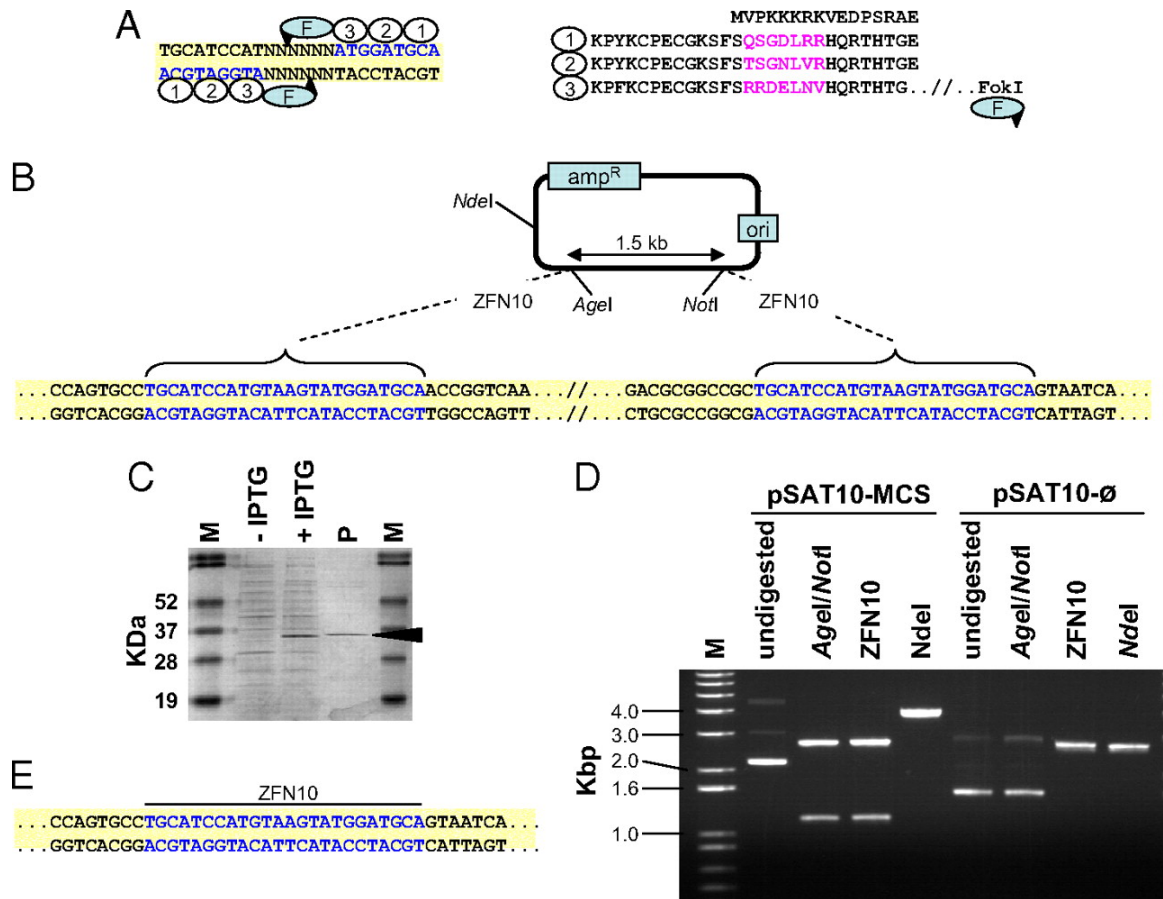 A
F 3 2 1
TGCATCCATNNNNNNATGGATGCA
ACGTAGGTANNNNNNTACCTACGT
1 2 3 F
MVPKKKRKVEDPSRAE
1 KPYKCPECGKSFSQSGDLRRHQRTHTGE
2 KPYKCPECGKSFSTSGNLVRHQRTHTGE
3 KPFKCPECGKSFSRRDELNVHQRTHTG..//..FokI
F
B
ampR
NdeI
ori
1.5 kb
ZFN10 AgeI NotI ZFN10
...CCAGTGCCTGCATCCATGTAAGTATGGATGCAACCGGTCAA...//...GACGCGGCCGCTGCATCCATGTAAGTATGGATGCAGTAATCA...
...GGTCACGGACGTAGGTACATTCATACCTACGTTGGCCAGTT...//...CTGCGCCGGCGACGTAGGTACATTCATACCTACGTCATTAGT...
C
M - IPTG + IPTG P M
KDa
52
37
28
19
D
pSAT10-MCS pSAT10-ø
M undigested AgeI/NotI ZFN10 NdeI undigested AgeI/NotI ZFN10 NdeI
Kbp
4.0
3.0
2.0
1.6
1.0
E
ZFN10
...CCAGTGCCTGCATCCATGTAAGTATGGATGCAGTAATCA...
...GGTCACGGACGTAGGTACATTCATACCTACGTCATTAGT...